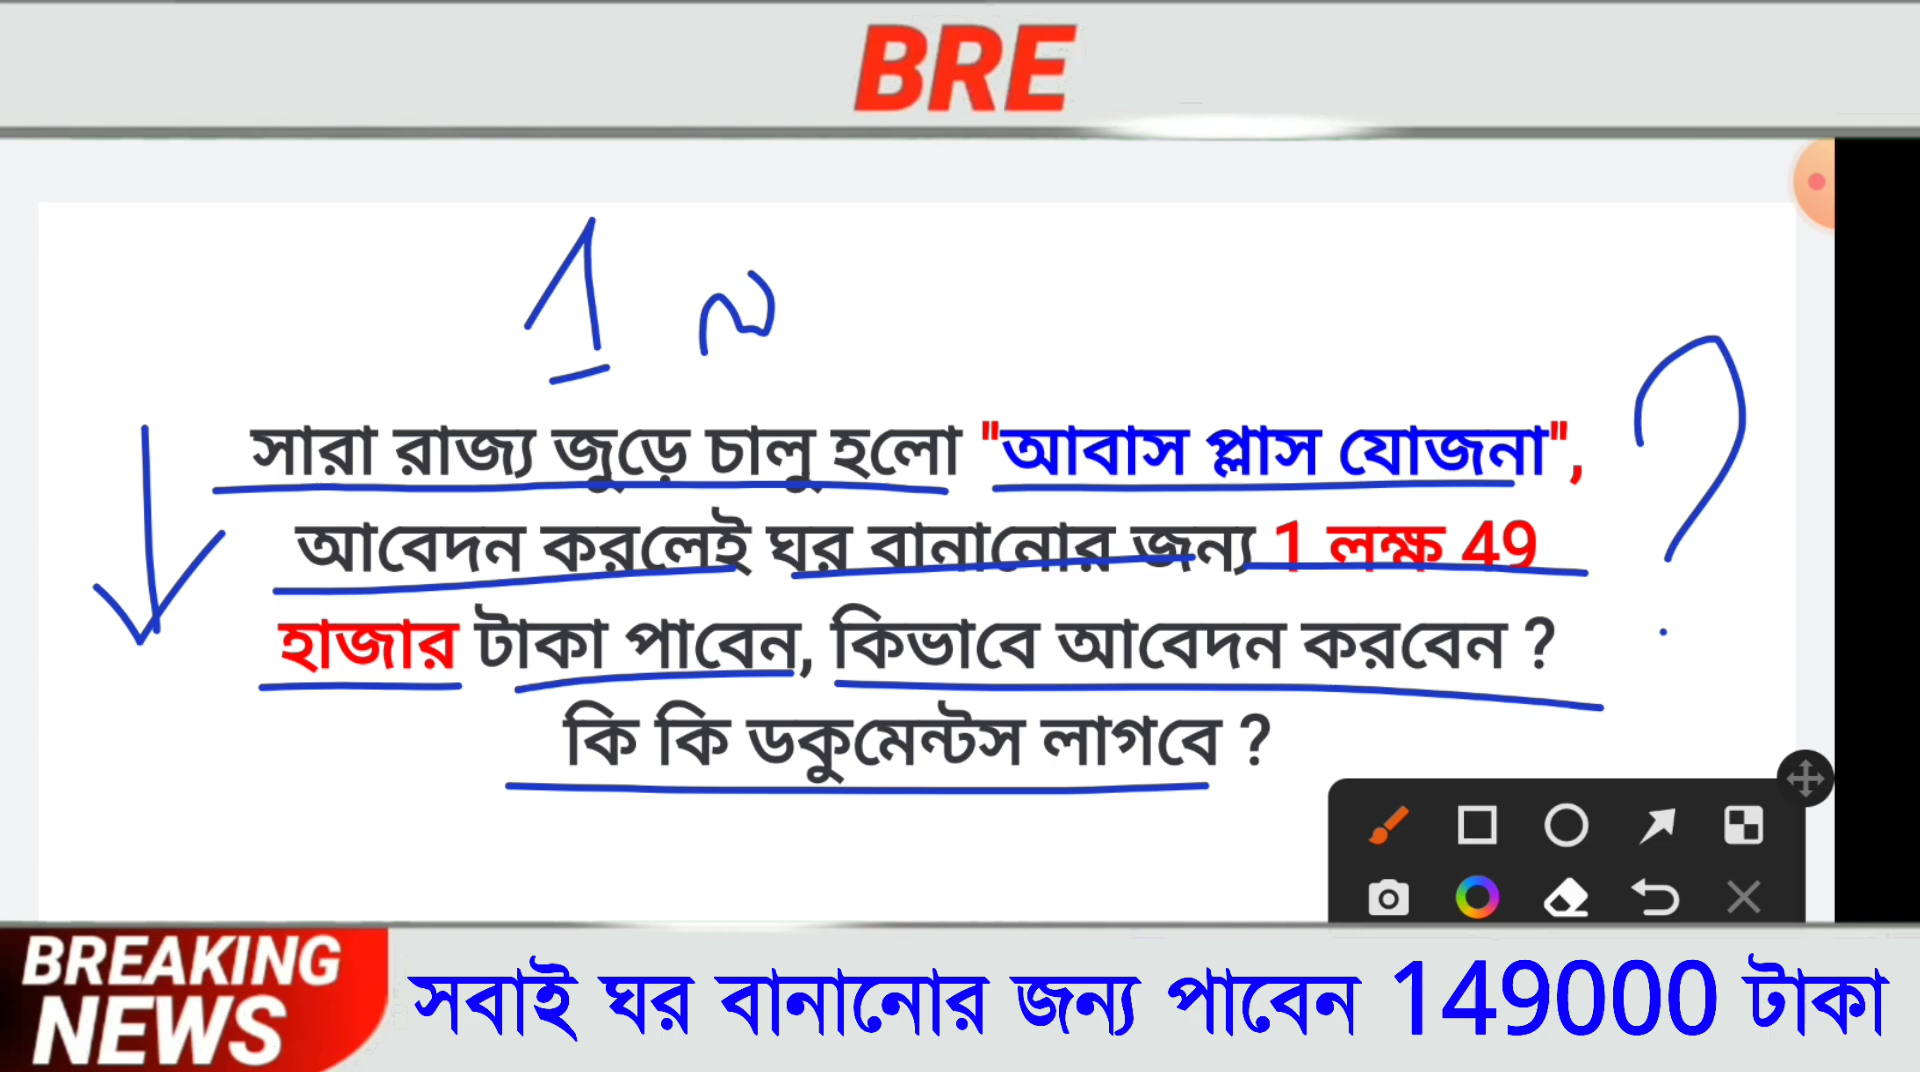 BRE
1
সারা রাজ্য জুড়ে চালু হলো "আবাস প্লাস যোজনা",
আবেদন করলেই ঘর বানানোর জন্য 1 লক্ষ 49
হাজার টাকা পাবেন, কিভাবে আবেদন করবেন ?
কি কি ডকুমেন্টস লাগবে ?
?
BREAKING
NEWS
সবাই ঘর বানানোর জন্য পাবেন 149000 টাকা